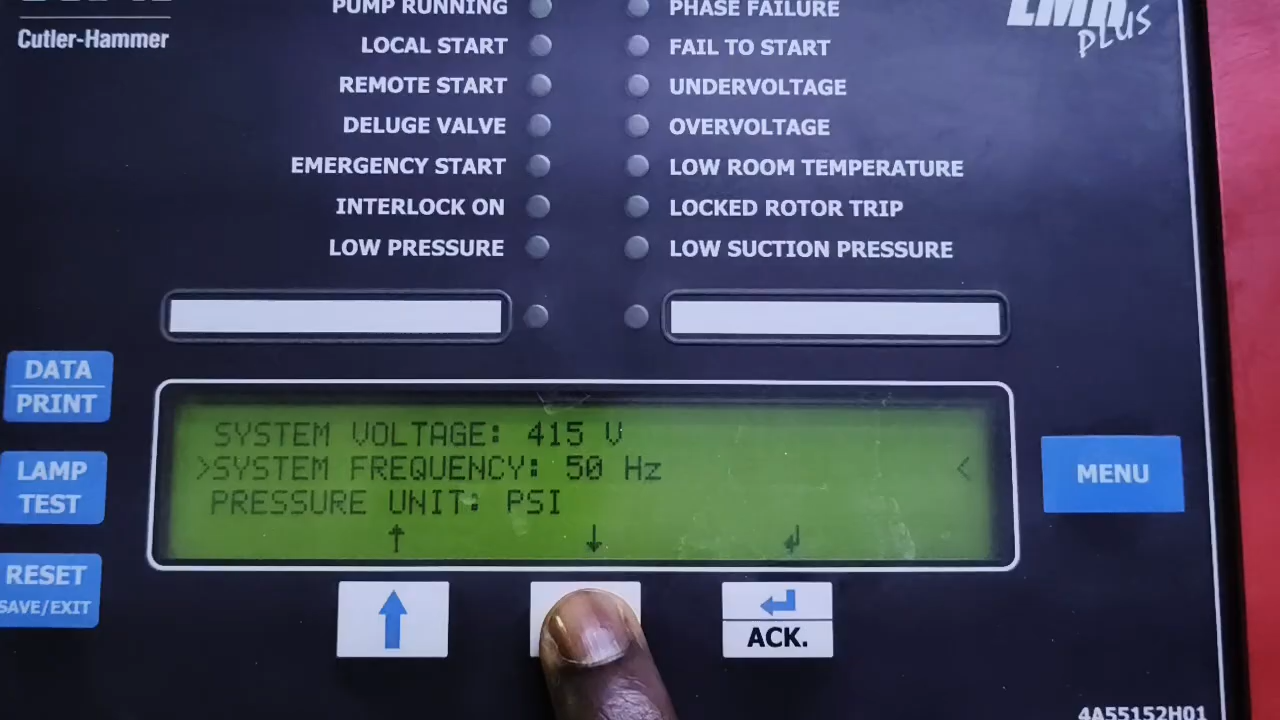 Cutler-Hammer
PUMP RUNNING
LOCAL START
REMOTE START
DELUGE VALVE
EMERGENCY START
INTERLOCK ON
LOW PRESSURE
PHASE FAILURE
FAIL TO START
UNDERVOLTAGE
OVERVOLTAGE
LOW ROOM TEMPERATURE
LOCKED ROTOR TRIP
LOW SUCTION PRESSURE
PLUS
DATA
PRINT
LAMP
TEST
RESET
SAVE/EXIT
SYSTEM VOLTAGE: 415 V
>SYSTEM FREQUENCY: 50 Hz <
PRESSURE UNIT: PSI
↑ ↓ ↲
MENU
ACK.
4A55152H01